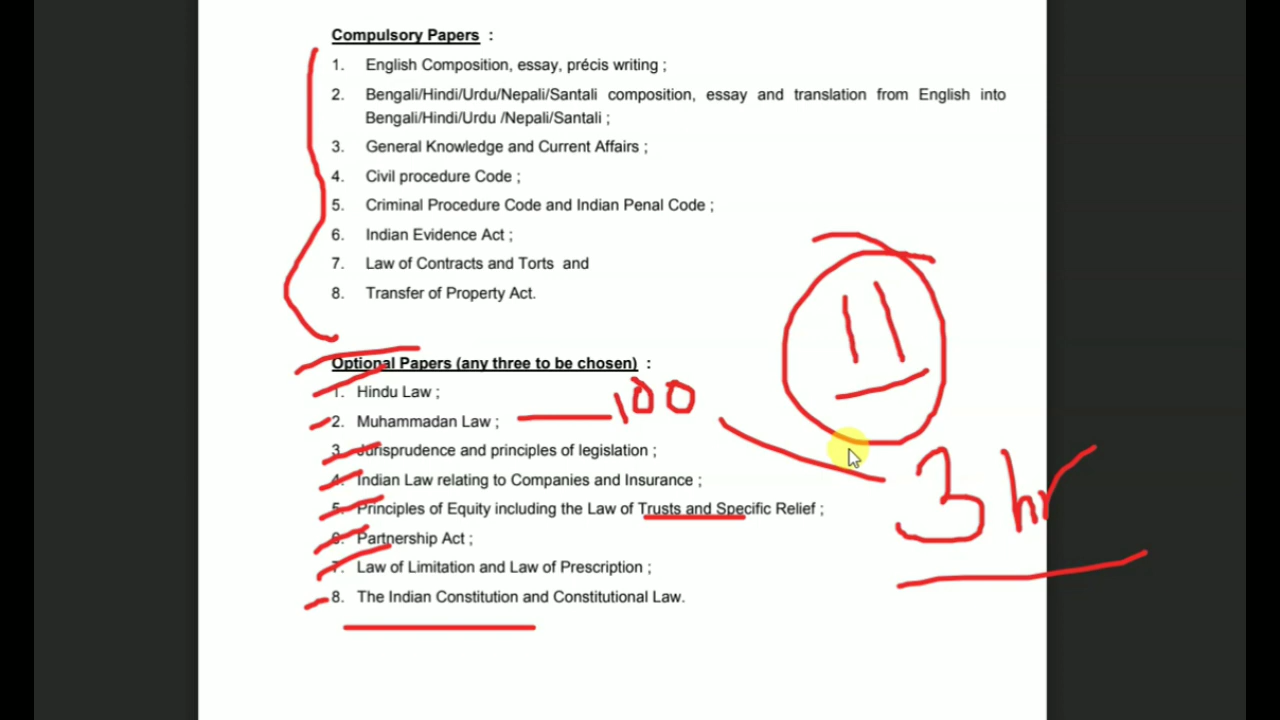 Compulsory Papers :
1. English Composition, essay, précis writing ;
2. Bengali/Hindi/Urdu/Nepali/Santali composition, essay and translation from English into
Bengali/Hindi/Urdu /Nepali/Santali ;
3. General Knowledge and Current Affairs ;
4. Civil procedure Code ;
5. Criminal Procedure Code and Indian Penal Code ;
6. Indian Evidence Act ;
7. Law of Contracts and Torts and
8. Transfer of Property Act.
11
Optional Papers (any three to be chosen) :
1. Hindu Law ;
2. Muhammadan Law ; 100
3. Jurisprudence and principles of legislation ;
4. Indian Law relating to Companies and Insurance ;
5. Principles of Equity including the Law of Trusts and Specific Relief ;
3 hr
6. Partnership Act ;
7. Law of Limitation and Law of Prescription ;
8. The Indian Constitution and Constitutional Law.